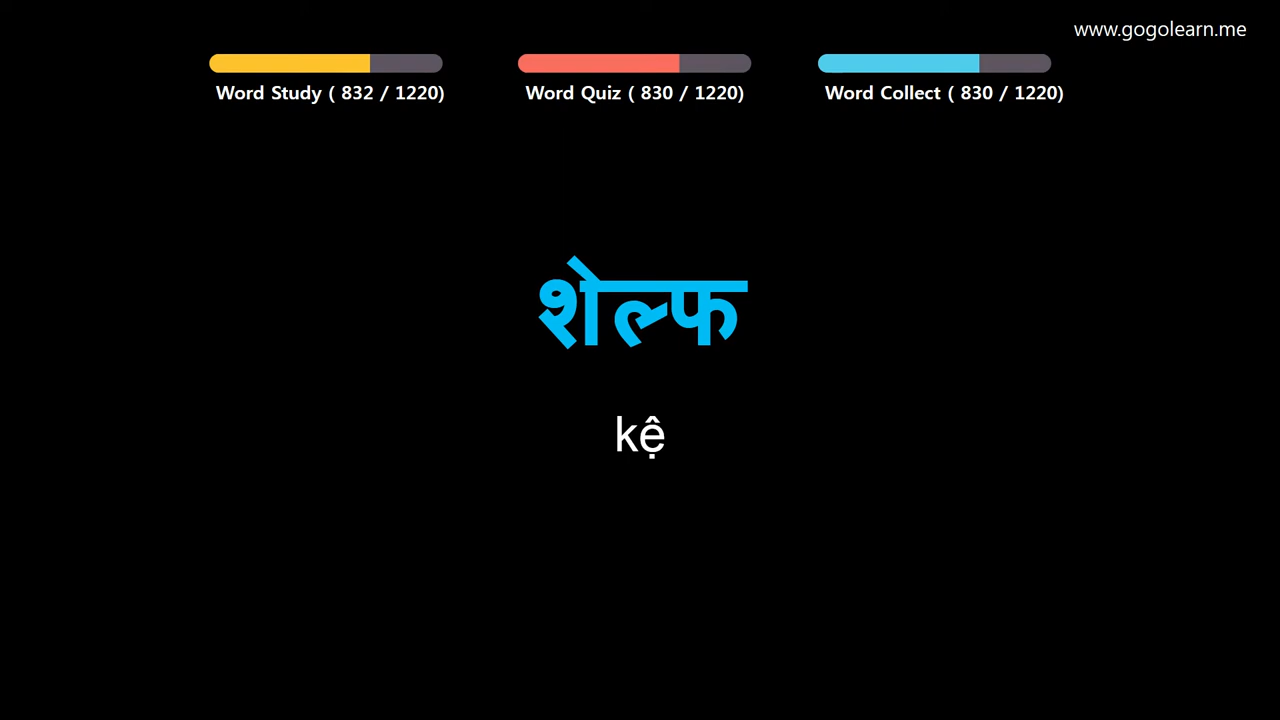 www.gogolearn.me
Word Study ( 832 / 1220)
Word Quiz ( 830 / 1220)
Word Collect ( 830 / 1220)
शेल्फ
kệ